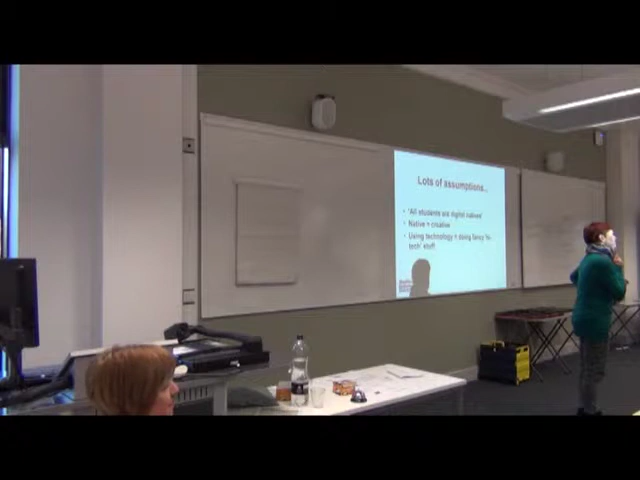 Lots of assumptions...
• 'All students are digital natives'
• Native = creative
• Using technology = doing fancy 'hi-
tech' stuff